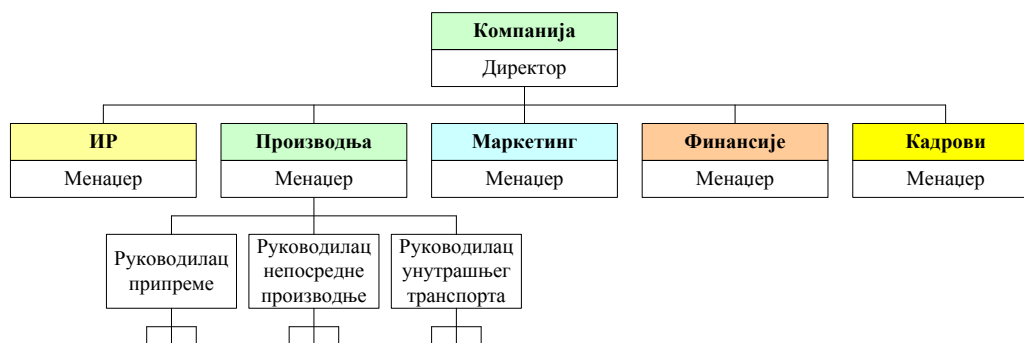 Компанија
Директор
ИР
Менаџер
Производња
Менаџер
Маркетинг
Менаџер
Финансије
Менаџер
Кадрови
Менаџер
Руководилац
припреме
Руководилац
непосредне
производње
Руководилац
унутрашњег
транспорта